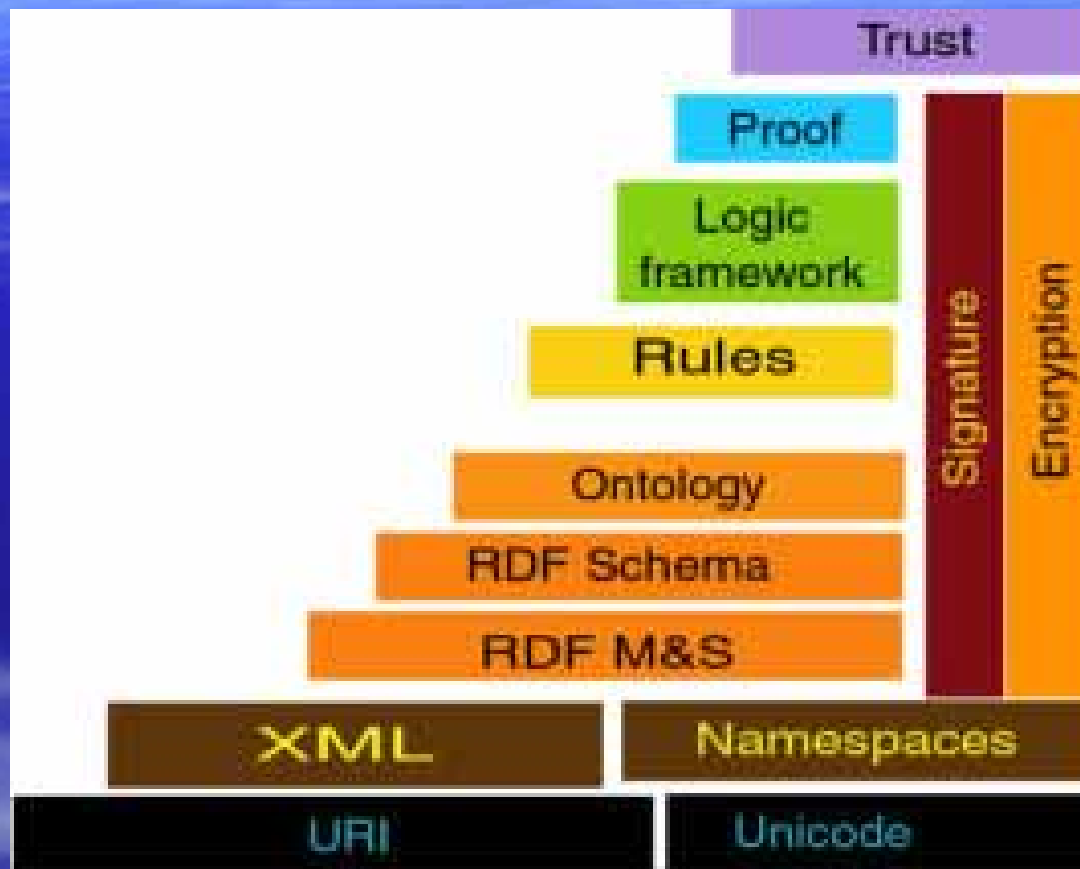 Trust
Proof
Logic
framework
Rules
Ontology
RDF Schema
RDF M&S
Signature
Encryption
XML
Namespaces
URI
Unicode